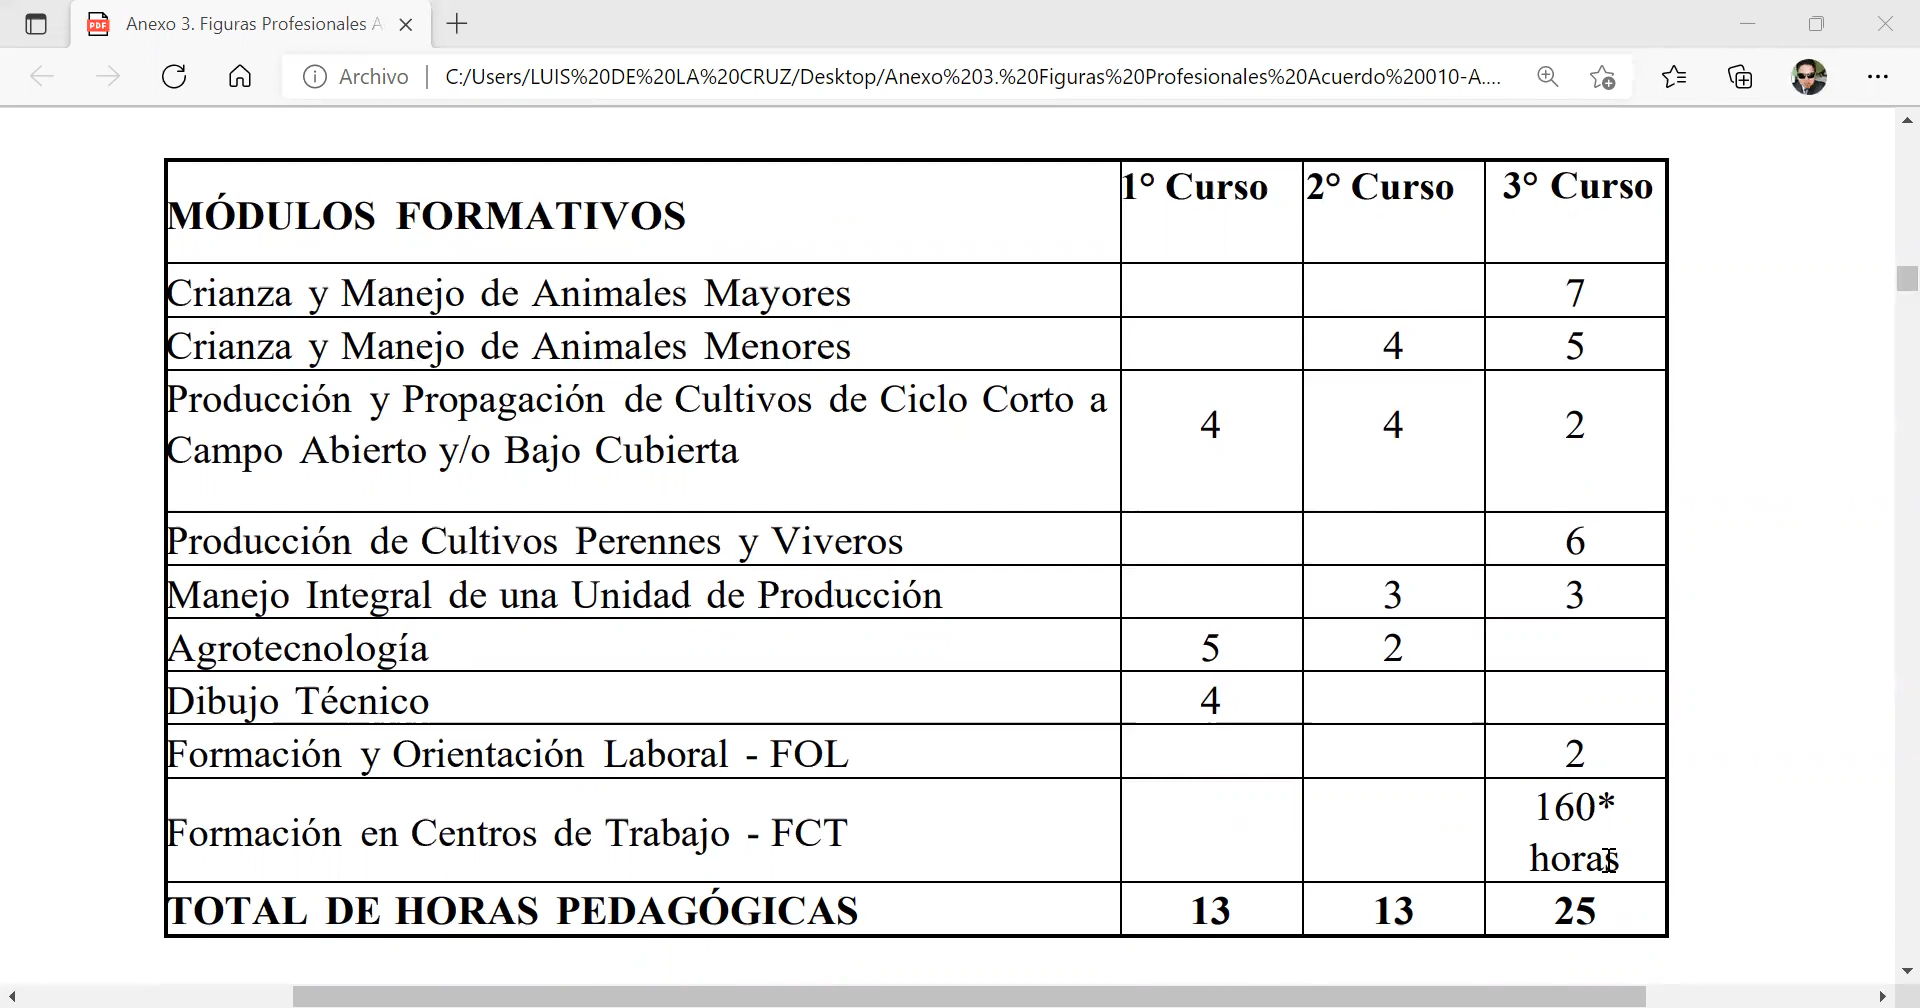 Anexo 3. Figuras Profesionales A
Archivo
C:/Users/LUIS%20DE%20LA%20CRUZ/Desktop/Anexo%203.%20Figuras%20Profesionales%20Acuerdo%20010-A....
MÓDULOS FORMATIVOS 1° Curso 2° Curso 3° Curso
Crianza y Manejo de Animales Mayores 7
Crianza y Manejo de Animales Menores 4 5
Producción y Propagación de Cultivos de Ciclo Corto a
Campo Abierto y/o Bajo Cubierta 4 4 2
Producción de Cultivos Perennes y Viveros 6
Manejo Integral de una Unidad de Producción 3 3
Agrotecnología 5 2
Dibujo Técnico 4
Formación y Orientación Laboral - FOL 2
Formación en Centros de Trabajo - FCT 160*
horas
TOTAL DE HORAS PEDAGÓGICAS 13 13 25